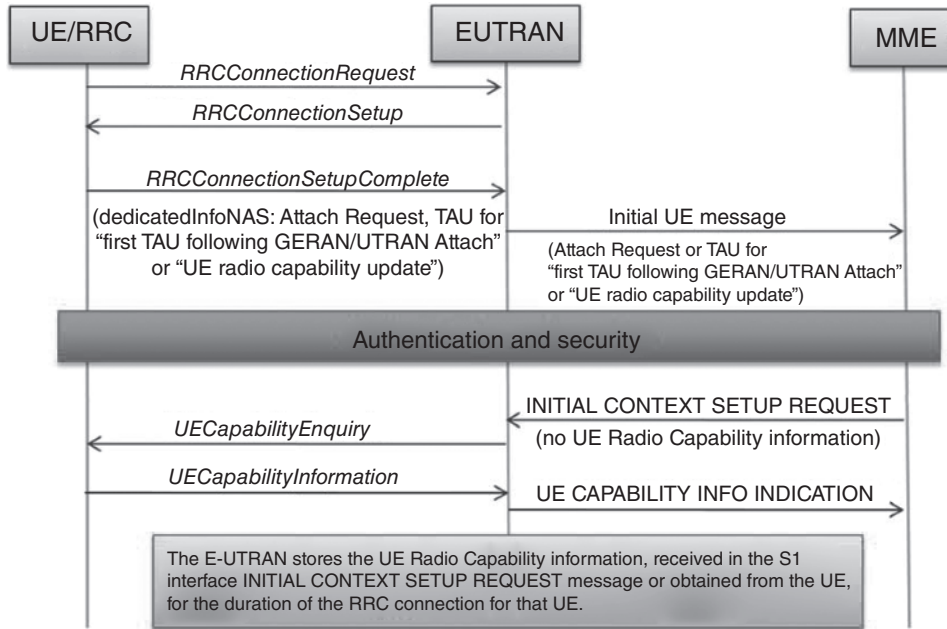 UE/RRC
EUTRAN
MME
RRCConnectionRequest
RRCConnectionSetup
RRCConnectionSetupComplete
(dedicatedInfoNAS: Attach Request, TAU for
“first TAU following GERAN/UTRAN Attach”
or “UE radio capability update”)
Initial UE message
(Attach Request or TAU for
“first TAU following GERAN/UTRAN Attach”
or “UE radio capability update”)
Authentication and security
INITIAL CONTEXT SETUP REQUEST
(no UE Radio Capability information)
UECapabilityEnquiry
UECapabilityInformation
UE CAPABILITY INFO INDICATION
The E-UTRAN stores the UE Radio Capability information, received in the S1
interface INITIAL CONTEXT SETUP REQUEST message or obtained from the UE,
for the duration of the RRC connection for that UE.